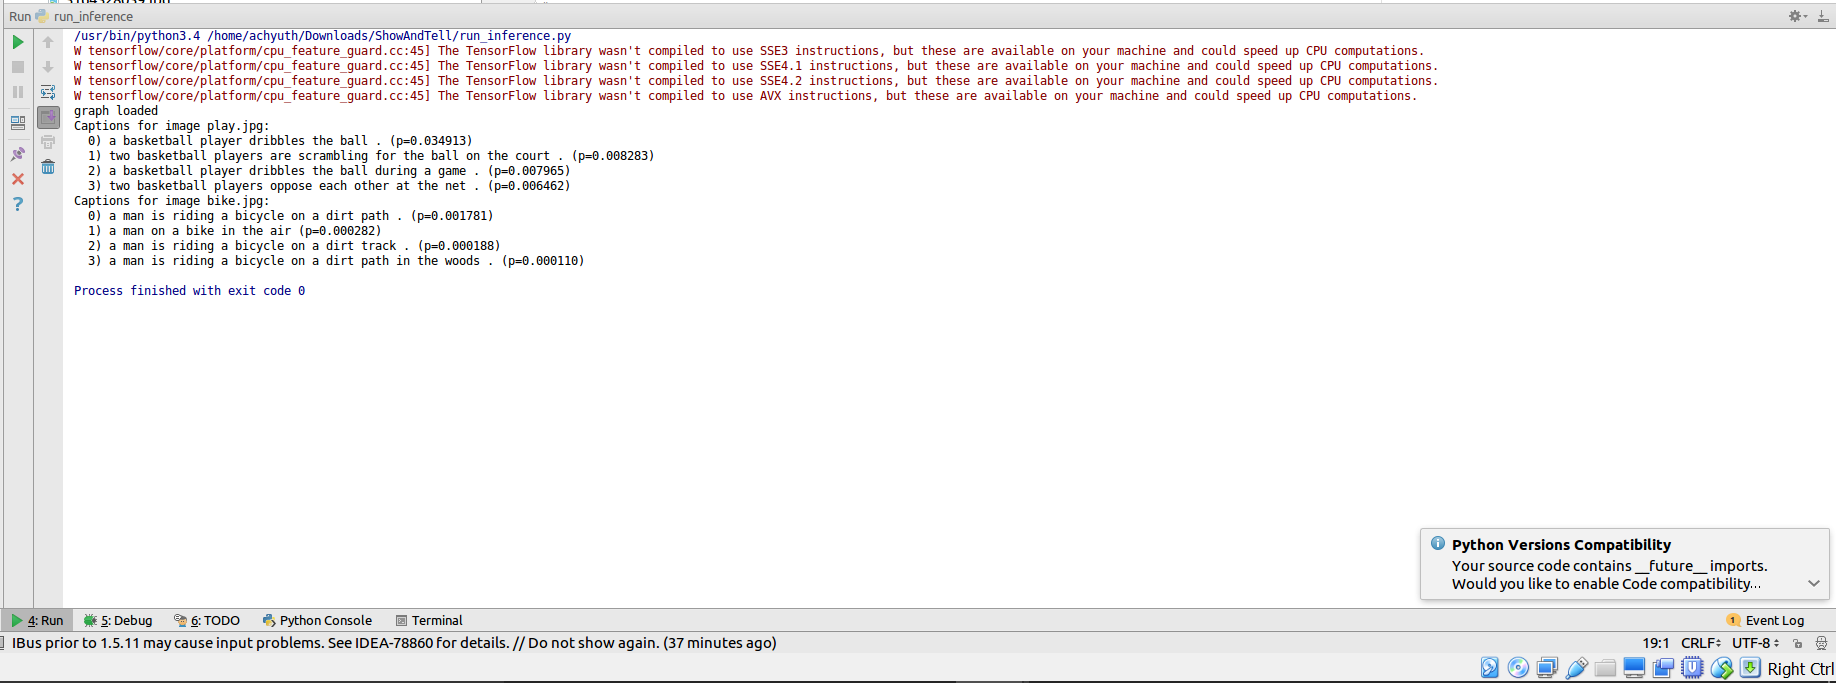 Run run_inference
/usr/bin/python3.4 /home/achyuth/Downloads/ShowAndTell/run_inference.py
W tensorflow/core/platform/cpu_feature_guard.cc:45] The TensorFlow library wasn't compiled to use SSE3 instructions, but these are available on your machine and could speed up CPU computations.
W tensorflow/core/platform/cpu_feature_guard.cc:45] The TensorFlow library wasn't compiled to use SSE4.1 instructions, but these are available on your machine and could speed up CPU computations.
W tensorflow/core/platform/cpu_feature_guard.cc:45] The TensorFlow library wasn't compiled to use SSE4.2 instructions, but these are available on your machine and could speed up CPU computations.
W tensorflow/core/platform/cpu_feature_guard.cc:45] The TensorFlow library wasn't compiled to use AVX instructions, but these are available on your machine and could speed up CPU computations.
graph loaded
Captions for image play.jpg:
0) a basketball player dribbles the ball . (p=0.034913)
1) two basketball players are scrambling for the ball on the court . (p=0.008283)
2) a basketball player dribbles the ball during a game . (p=0.007965)
3) two basketball players oppose each other at the net . (p=0.006462)
Captions for image bike.jpg:
0) a man is riding a bicycle on a dirt path . (p=0.001781)
1) a man on a bike in the air (p=0.000282)
2) a man is riding a bicycle on a dirt track . (p=0.000188)
3) a man is riding a bicycle on a dirt path in the woods . (p=0.000110)
Process finished with exit code 0
Python Versions Compatibility
Your source code contains __future__ imports.
Would you like to enable Code compatibility...
4: Run 5: Debug 6: TODO Python Console Terminal 1 Event Log
IBus prior to 1.5.11 may cause input problems. See IDEA-78860 for details. // Do not show again. (37 minutes ago) 19:1 CRLF UTF-8
Right Ctrl